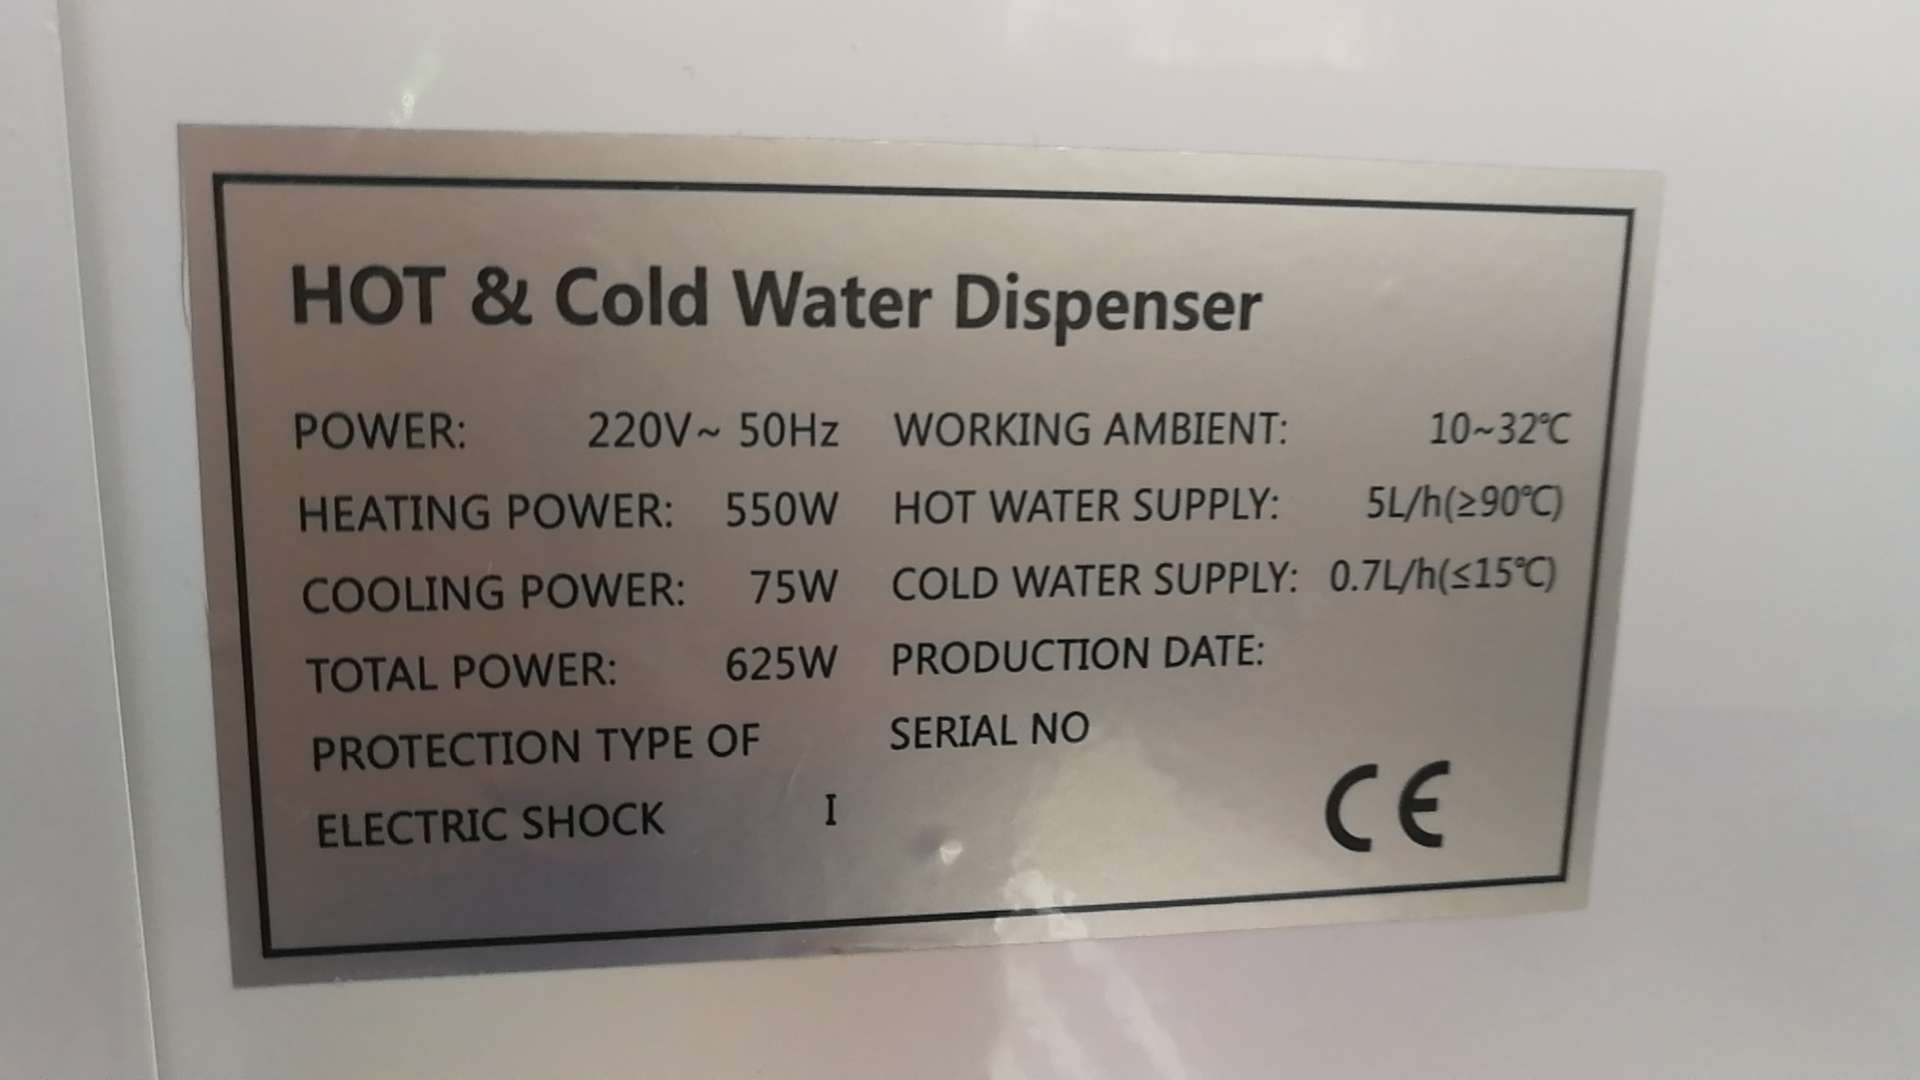 HOT & Cold Water Dispenser
POWER: 220V~ 50Hz
HEATING POWER: 550W
COOLING POWER: 75W
TOTAL POWER: 625W
PROTECTION TYPE OF
ELECTRIC SHOCK I
WORKING AMBIENT: 10~32℃
HOT WATER SUPPLY: 5L/h(≥90℃)
COLD WATER SUPPLY: 0.7L/h(≤15℃)
PRODUCTION DATE:
SERIAL NO
CE